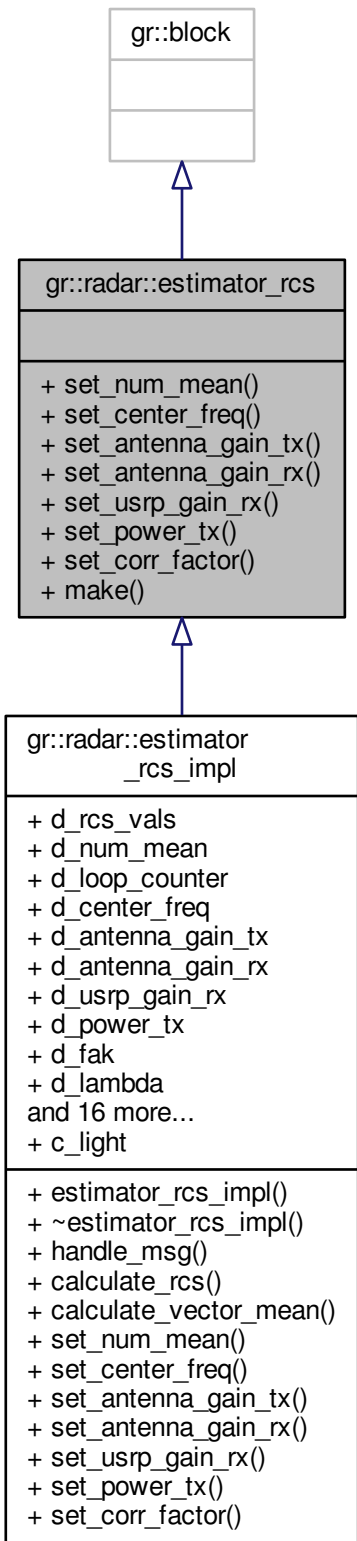 gr::block
gr::radar::estimator_rcs
+ set_num_mean()
+ set_center_freq()
+ set_antenna_gain_tx()
+ set_antenna_gain_rx()
+ set_usrp_gain_rx()
+ set_power_tx()
+ set_corr_factor()
+ make()
gr::radar::estimator
_rcs_impl
+ d_rcs_vals
+ d_num_mean
+ d_loop_counter
+ d_center_freq
+ d_antenna_gain_tx
+ d_antenna_gain_rx
+ d_usrp_gain_rx
+ d_power_tx
+ d_fak
+ d_lambda
and 16 more...
+ c_light
+ estimator_rcs_impl()
+ ~estimator_rcs_impl()
+ handle_msg()
+ calculate_rcs()
+ calculate_vector_mean()
+ set_num_mean()
+ set_center_freq()
+ set_antenna_gain_tx()
+ set_antenna_gain_rx()
+ set_usrp_gain_rx()
+ set_power_tx()
+ set_corr_factor()